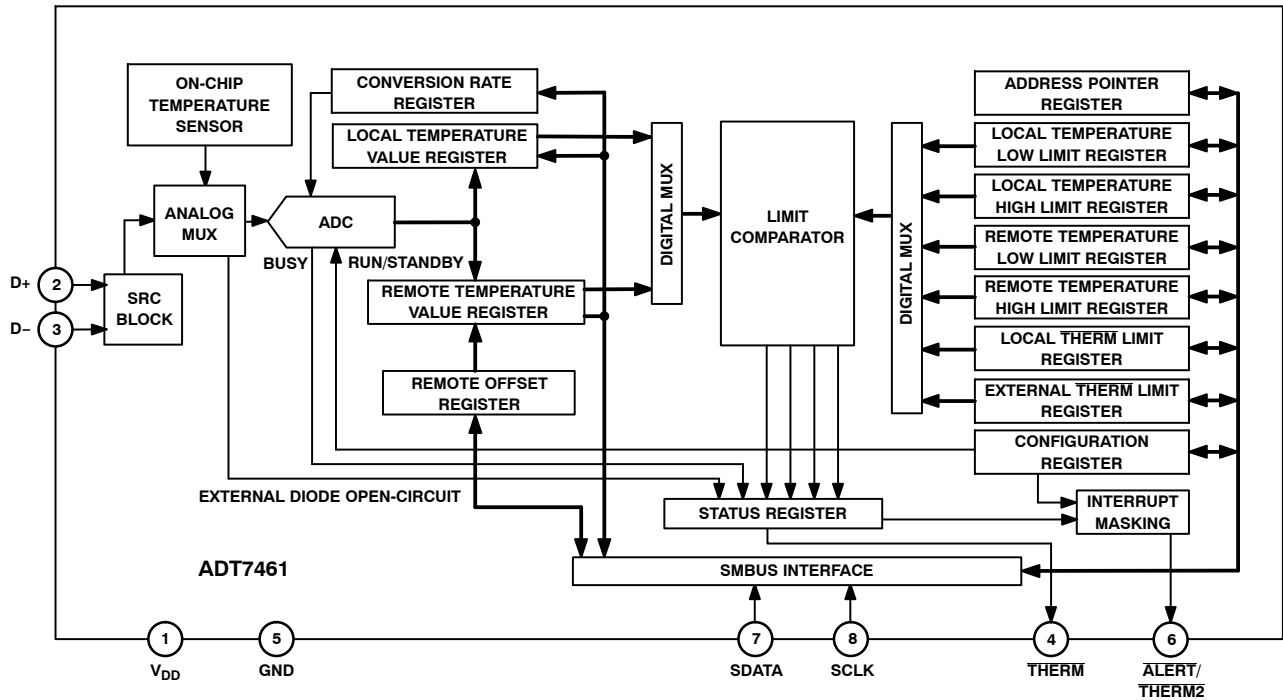 ON-CHIP
TEMPERATURE
SENSOR
CONVERSION RATE
REGISTER
LOCAL TEMPERATURE
VALUE REGISTER
ANALOG
MUX
ADC
BUSY
RUN/STANDBY
D+
2
D−
3
SRC
BLOCK
REMOTE TEMPERATURE
VALUE REGISTER
REMOTE OFFSET
REGISTER
DIGITAL MUX
LIMIT
COMPARATOR
DIGITAL MUX
ADDRESS POINTER
REGISTER
LOCAL TEMPERATURE
LOW LIMIT REGISTER
LOCAL TEMPERATURE
HIGH LIMIT REGISTER
REMOTE TEMPERATURE
LOW LIMIT REGISTER
REMOTE TEMPERATURE
HIGH LIMIT REGISTER
LOCAL THERM LIMIT
REGISTER
EXTERNAL THERM LIMIT
REGISTER
CONFIGURATION
REGISTER
EXTERNAL DIODE OPEN-CIRCUIT
STATUS REGISTER
INTERRUPT
MASKING
ADT7461
SMBUS INTERFACE
1
VDD
5
GND
7
SDATA
8
SCLK
4
THERM
6
ALERT/
THERM2